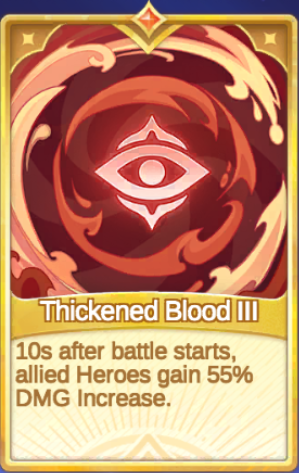 Thickened Blood III
10s after battle starts,
allied Heroes gain 55%
DMG Increase.